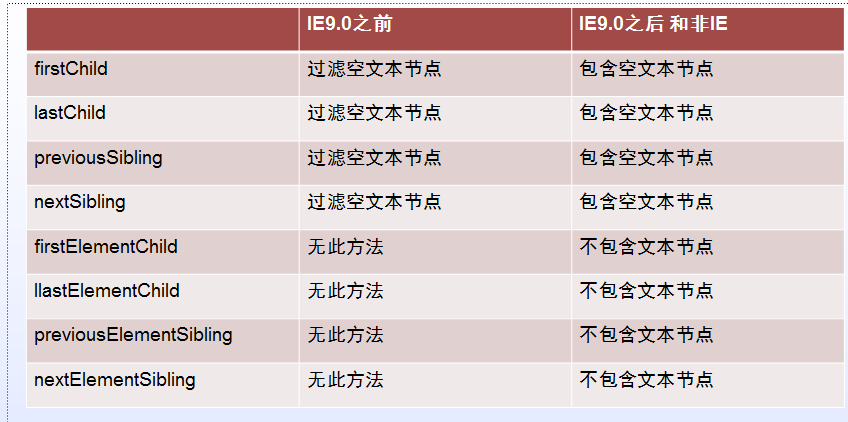 IE9.0之前 IE9.0之后 和非IE
firstChild 过滤空文本节点 包含空文本节点
lastChild 过滤空文本节点 包含空文本节点
previousSibling 过滤空文本节点 包含空文本节点
nextSibling 过滤空文本节点 包含空文本节点
firstElementChild 无此方法 不包含文本节点
llastElementChild 无此方法 不包含文本节点
previousElementSibling 无此方法 不包含文本节点
nextElementSibling 无此方法 不包含文本节点